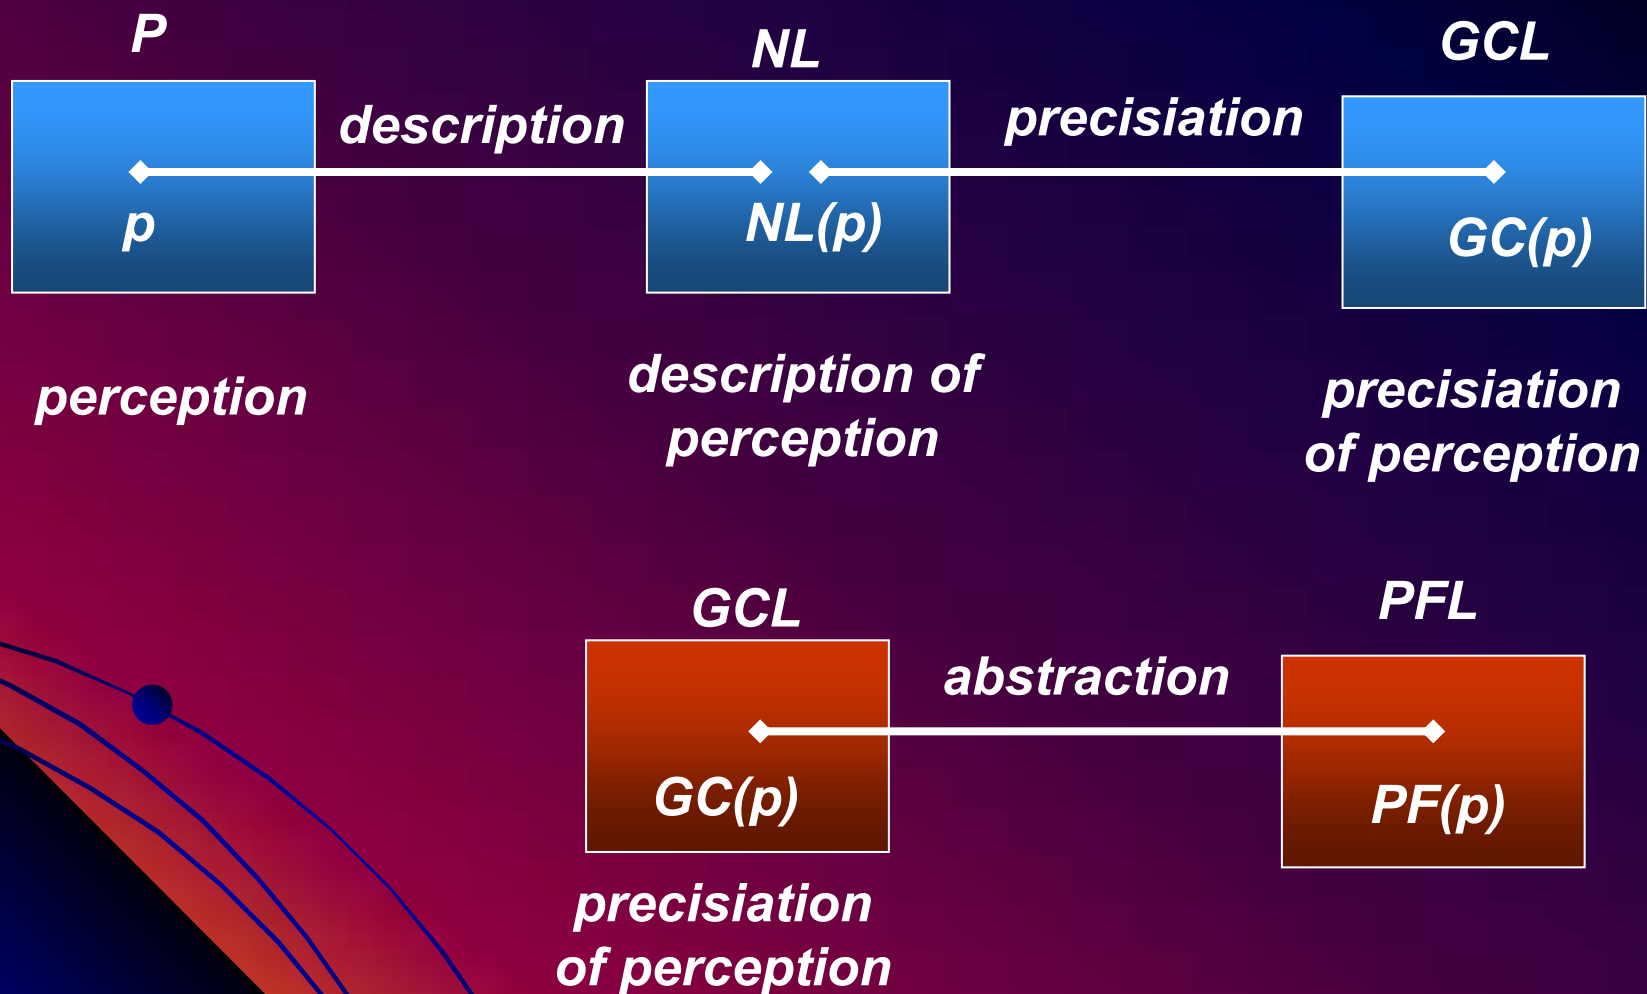 P
NL
GCL
description
precisiation
p
NL(p)
GC(p)
perception
description of
perception
precisiation
of perception
GCL
PFL
abstraction
GC(p)
PF(p)
precisiation
of perception